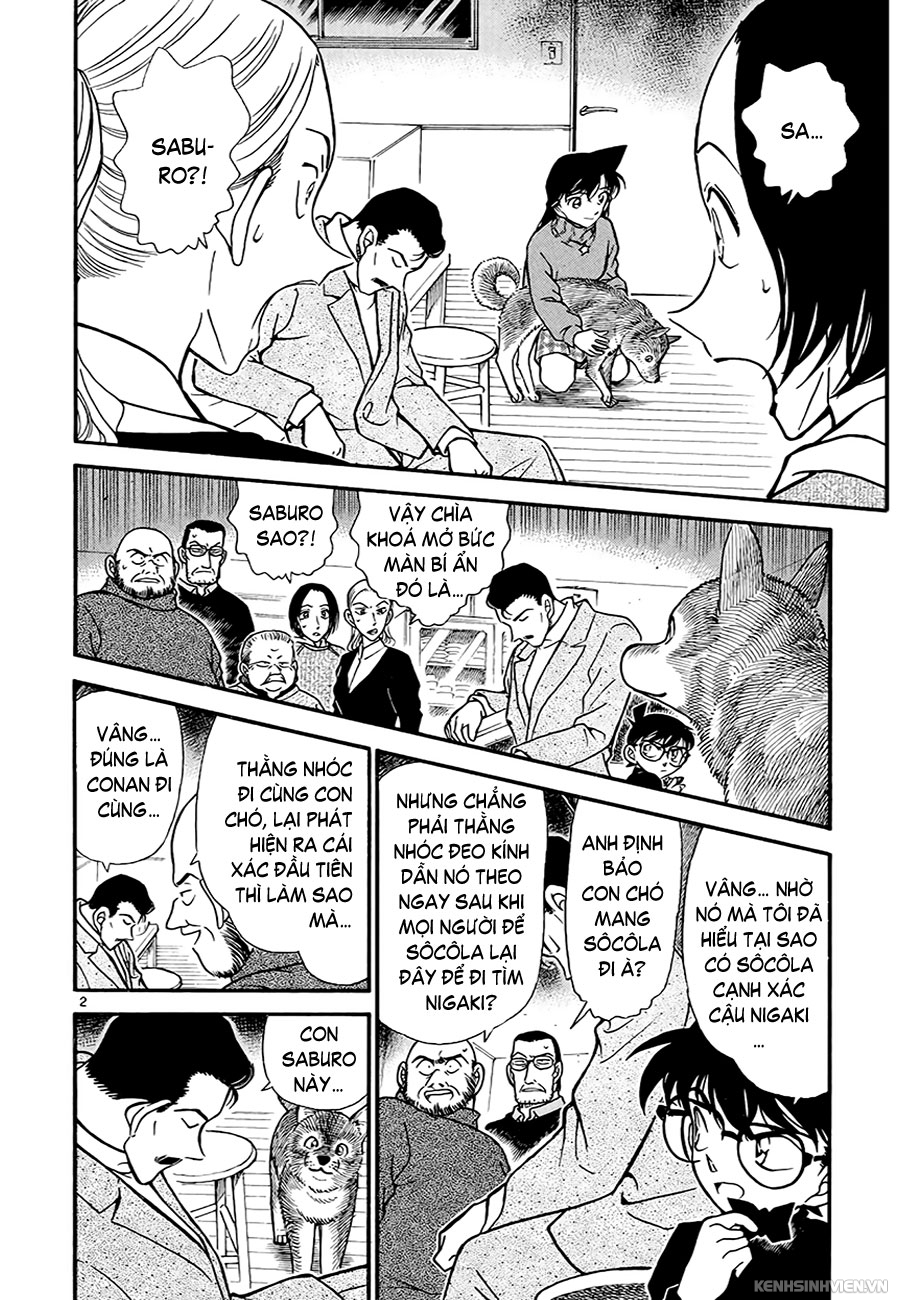 SA...
SABU-
RO?!
VẬY CHÌA
KHOÁ MỞ BỨC
MÀN BÍ ẨN
ĐÓ LÀ...
SABURO
SAO?!
VÂNG... NHỜ
NÓ MÀ TÔI ĐÃ
HIỂU TẠI SAO
CÓ SÔCÔLA
CẠNH XÁC
CẬU NIGAKI
...
ANH ĐỊNH
BẢO
CON CHÓ
MANG
SÔCÔLA
ĐI À?
NHƯNG CHẲNG
PHẢI THẰNG
NHÓC ĐEO KÍNH
DẪN NÓ THEO
NGAY SAU KHI
MỌI NGƯỜI ĐỂ
SÔCÔLA LẠI
ĐÂY ĐỂ ĐI TÌM
NIGAKI?
THẰNG NHÓC
ĐI CÙNG CON
CHÓ, LẠI PHÁT
HIỆN RA CÁI
XÁC ĐẦU TIÊN
THÌ LÀM SAO
MÀ...
VÂNG...
ĐÚNG LÀ
CONAN ĐI
CÙNG...
CON
SABURO
NÀY...
2
KENHSINHVIEN.VN